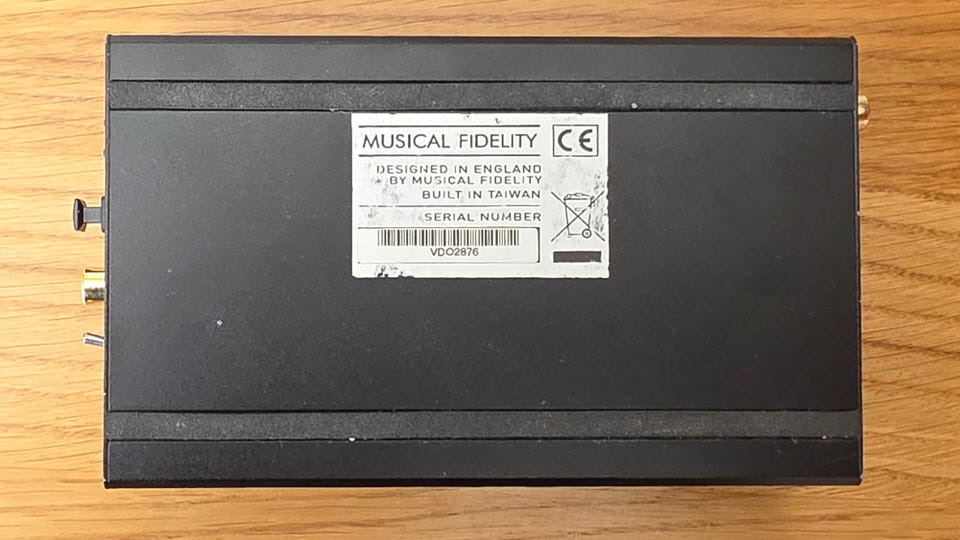 MUSICAL FIDELITY
CE
DESIGNED IN ENGLAND
BY MUSICAL FIDELITY
BUILT IN TAIWAN
SERIAL NUMBER
VDO2876